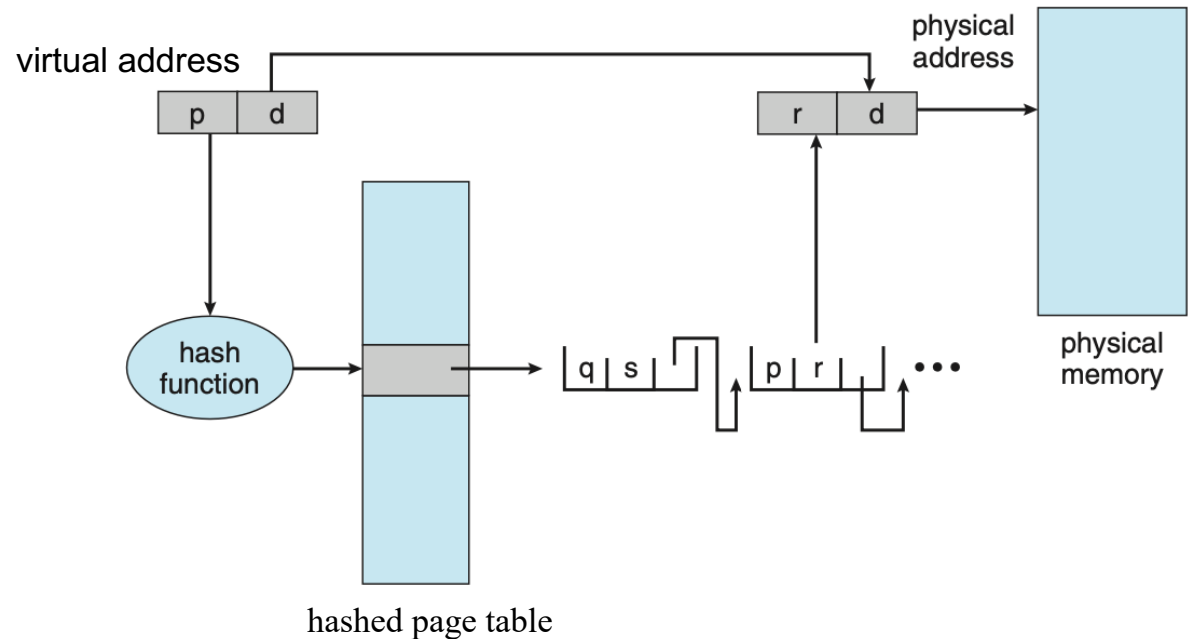 virtual address
p d
physical
address
r d
hash
function
q s
p r
•••
physical
memory
hashed page table